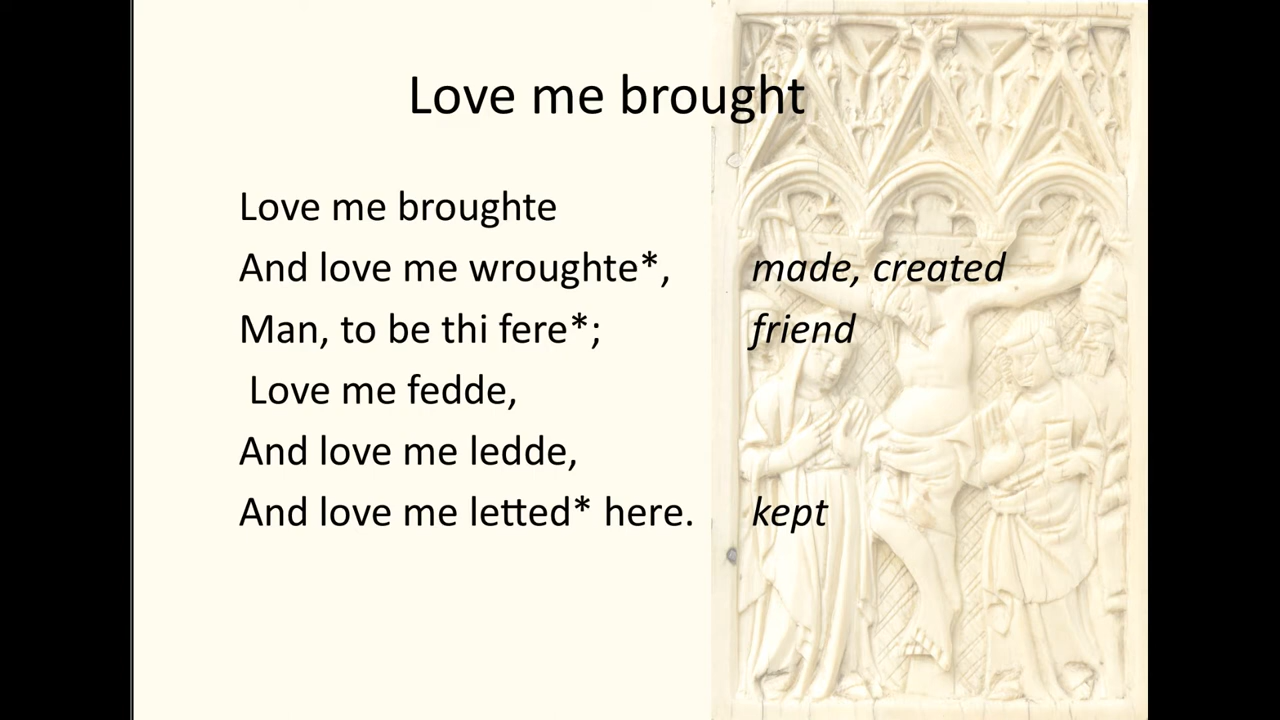 Love me brought
Love me broughte
And love me wroughte*, made, created
Man, to be thi fere*; friend
Love me fedde,
And love me ledde,
And love me letted* here. kept